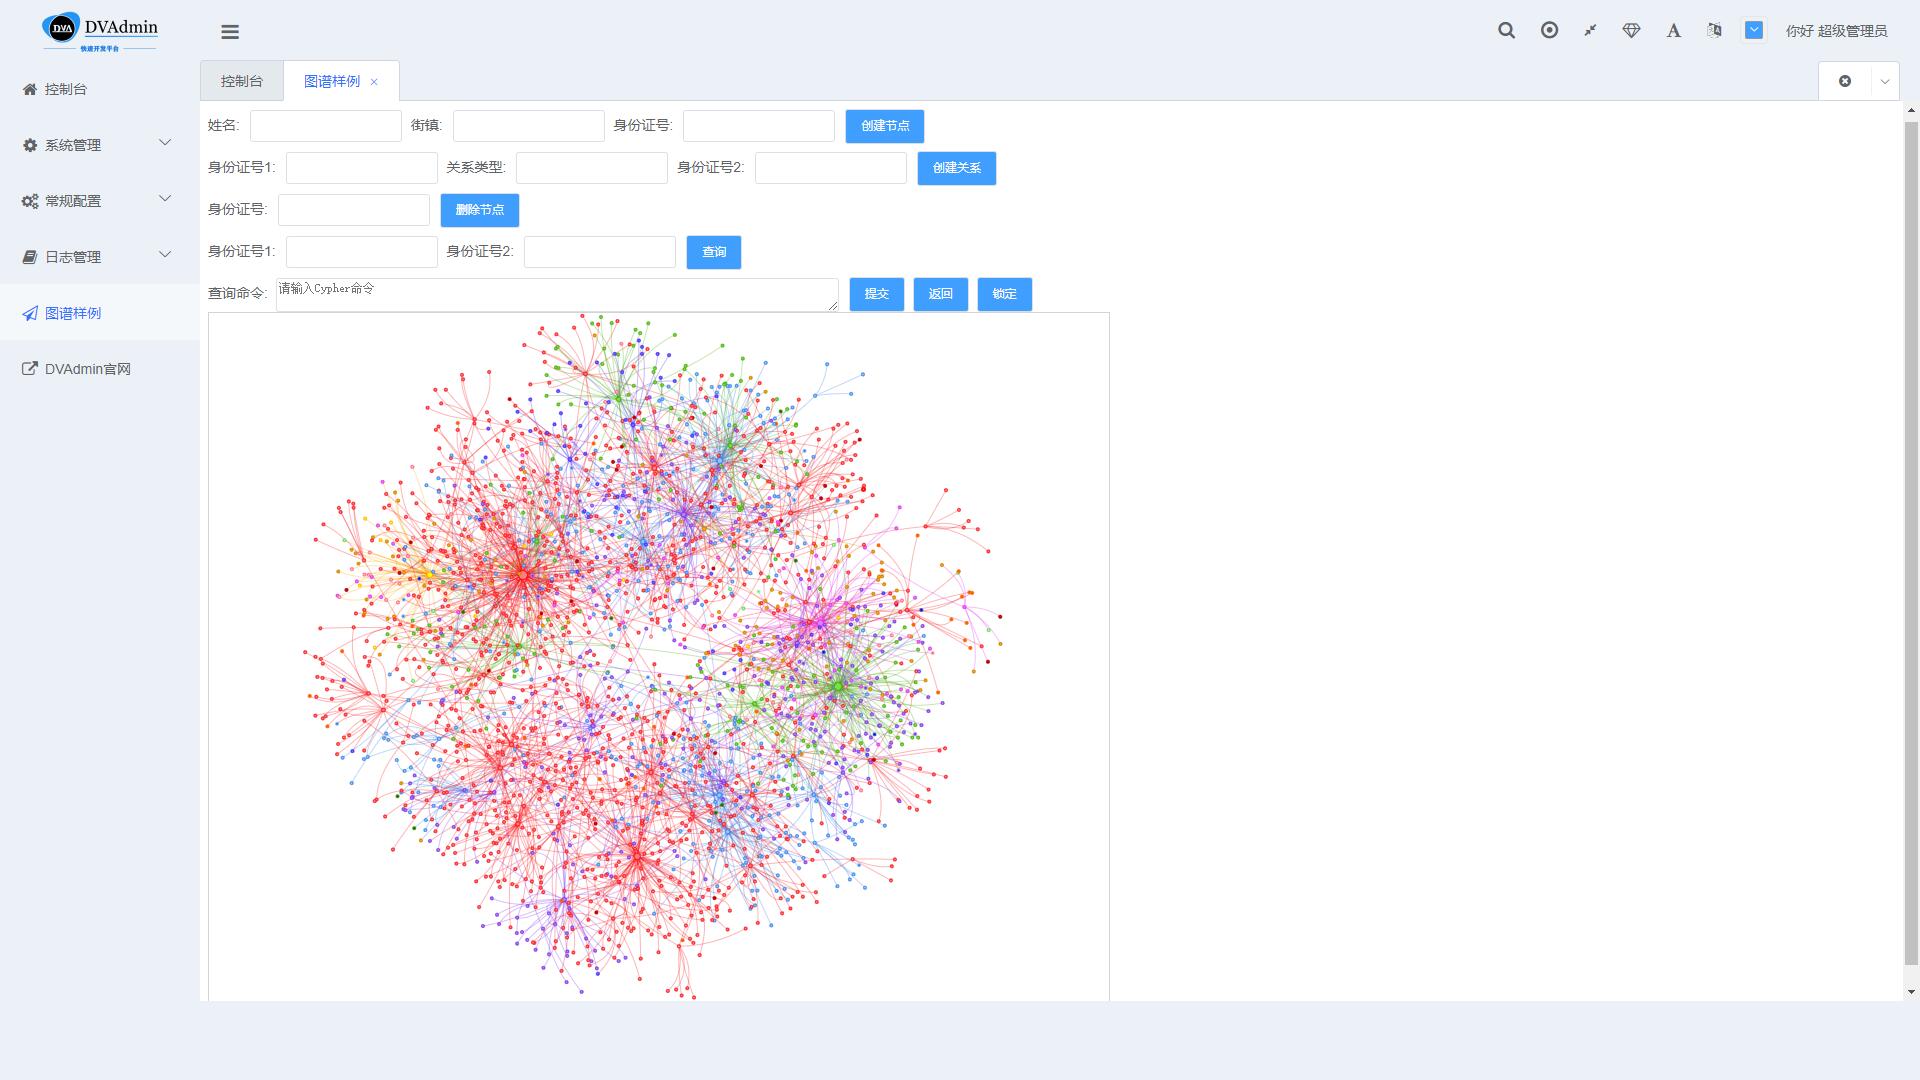 DVA DVAdmin
快速开发平台
你好 超级管理员
控制台
系统管理
常规配置
日志管理
图谱样例
DVAdmin官网
控制台 图谱样例
姓名: 街镇: 身份证号: 创建节点
身份证号1: 关系类型: 身份证号2: 创建关系
身份证号: 删除节点
身份证号1: 身份证号2: 查询
查询命令: 请输入Cypher命令 提交 返回 锁定